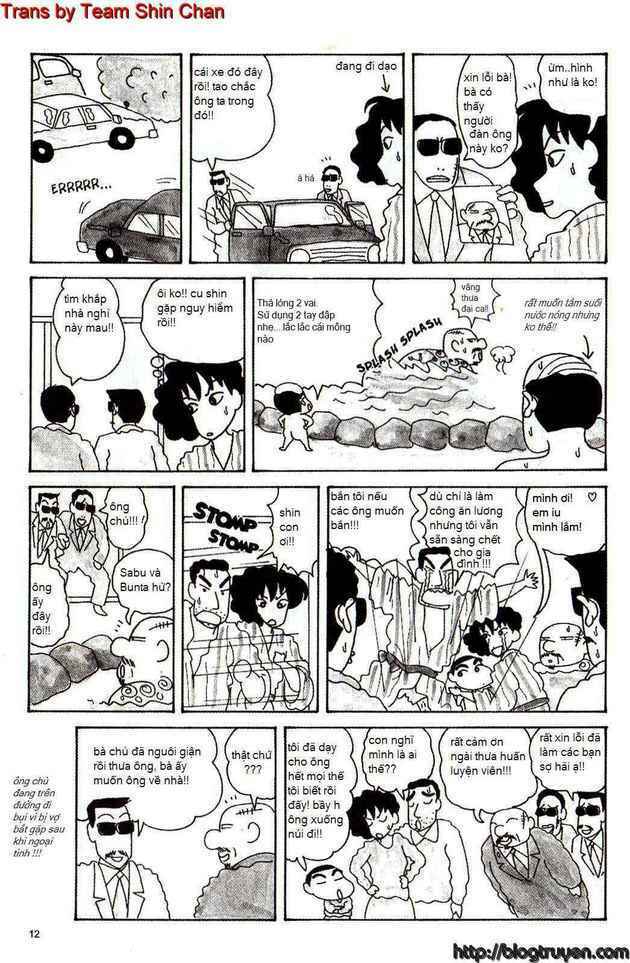 Trans by Team Shin Chan
cái xe đó đây
rồi! tao chắc
ông ta trong
đó!!
ERRRRR...
à há...
đang đi dạo
xin lỗi bà!
bà có
thấy
người
đàn ông
này ko?
ừm..hình
như là ko!
tìm khắp
nhà nghỉ
này mau!!
ôi ko!! cu shin
gặp nguy hiểm
rồi!!
Thả lỏng 2 vai.
Sử dụng 2 tay đập
nhẹ... lắc lắc cái mông
nào
SPLASH SPLASH
vâng
thưa
đại ca!!
rất muốn tắm suối
nước nóng nhưng
ko thể!!
ông
chủ!!!
ông
ấy đây
rồi!!
Sabu và
Bunta hử?
STOMP
STOMP
shin
con
ơi!!
bắn tôi nếu
các ông muốn
bắn!!
dù chỉ là làm
công ăn lương
nhưng tôi vẫn
sẵn sàng chết
cho gia
đình !!!
mình ơi!
em iu
mình lắm!
ông chủ
đang trên
đường đi
bụi vì bị vợ
bắt gặp sau
khi ngoại
tình !!!
bà chủ đã nguôi giận
rồi thưa ông, bà ấy
muốn ông về nhà!!
thật chứ
???
tôi đã dạy
cho ông
hết mọi thế
tôi biết rồi
đấy! bây h
ông xuống
núi đi!!
con nghĩ
mình là ai
thế??
rất cảm ơn
ngài thưa huấn
luyện viên!!!
rất xin lỗi đã
làm các bạn
sợ hãi ạ!!
12
http://blogtruyen.com